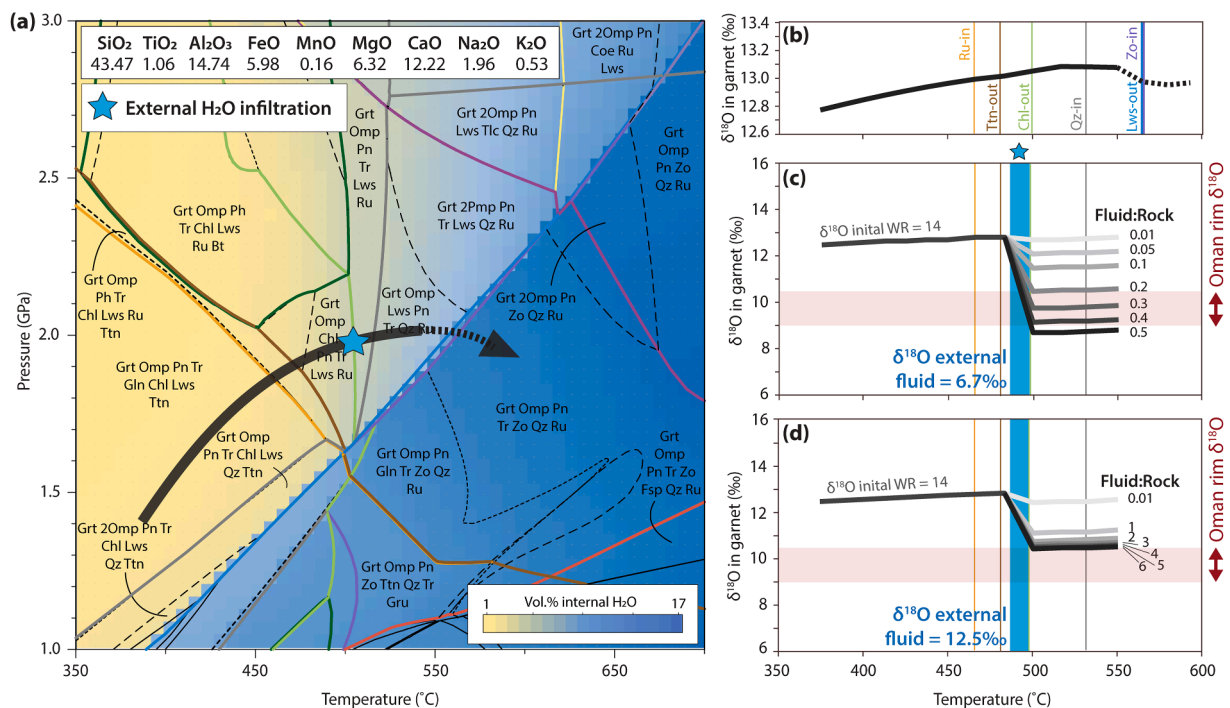 (a)
3.0
2.5
2.0
1.5
1.0
Pressure (GPa)
350
450
550
650
Temperature (˚C)
SiO₂ TiO₂ Al₂O₃ FeO MnO MgO CaO Na₂O K₂O
43.47 1.06 14.74 5.98 0.16 6.32 12.22 1.96 0.53
External H₂O infiltration
Grt 2Omp Pn
Coe Ru
Lws
Grt
Omp
Pn
Tr
Lws
Ru
Grt 2Omp Pn
Lws Tlc Qz Ru
Grt
Omp
Pn Zo
Qz Ru
Grt Omp Ph
Tr Chl Lws
Ru Bt
Grt 2Pmp Pn
Tr Lws Qz Ru
Grt Omp
Ph Tr
Chl Lws Ru
Ttn
Grt
Omp
Chl
Pn Tr
Lws Ru
Grt Omp
Lws Pn
Tr Qz R
Grt 2Omp Pn
Zo Qz Ru
Grt Omp Pn Tr
Gln Chl Lws
Ttn
Grt Omp Pn
Tr Zo Qz Ru
Grt Omp
Pn Tr Chl Lws
Qz Ttn
Grt Omp Pn
Gln Tr Zo Qz
Ru
Grt
Omp
Pn Tr Zo
Fsp Qz Ru
Grt 2Omp Pn Tr
Chl Lws
Qz Ttn
Grt Omp Pn
Zo Ttn Qz Tr
Gru
Vol.% internal H₂O
1
17
(b)
13.4
13.2
13.0
12.8
12.6
δ¹⁸O in garnet (‰)
Ru-in
Ttn-out
Chl-out
Qz-in
Lws-out
Zo-in
(c)
16
14
12
10
8
6
δ¹⁸O in garnet (‰)
δ¹⁸O inital WR = 14
Fluid:Rock
0.01
0.05
0.1
0.2
0.3
0.4
0.5
δ¹⁸O external
fluid = 6.7‰
Oman rim δ¹⁸O
(d)
16
14
12
10
8
6
δ¹⁸O in garnet (‰)
δ¹⁸O inital WR = 14
Fluid:Rock
0.01
1
2
3
4
5
6
δ¹⁸O external
fluid = 12.5‰
Oman rim δ¹⁸O
350
400
450
500
550
600
Temperature (˚C)